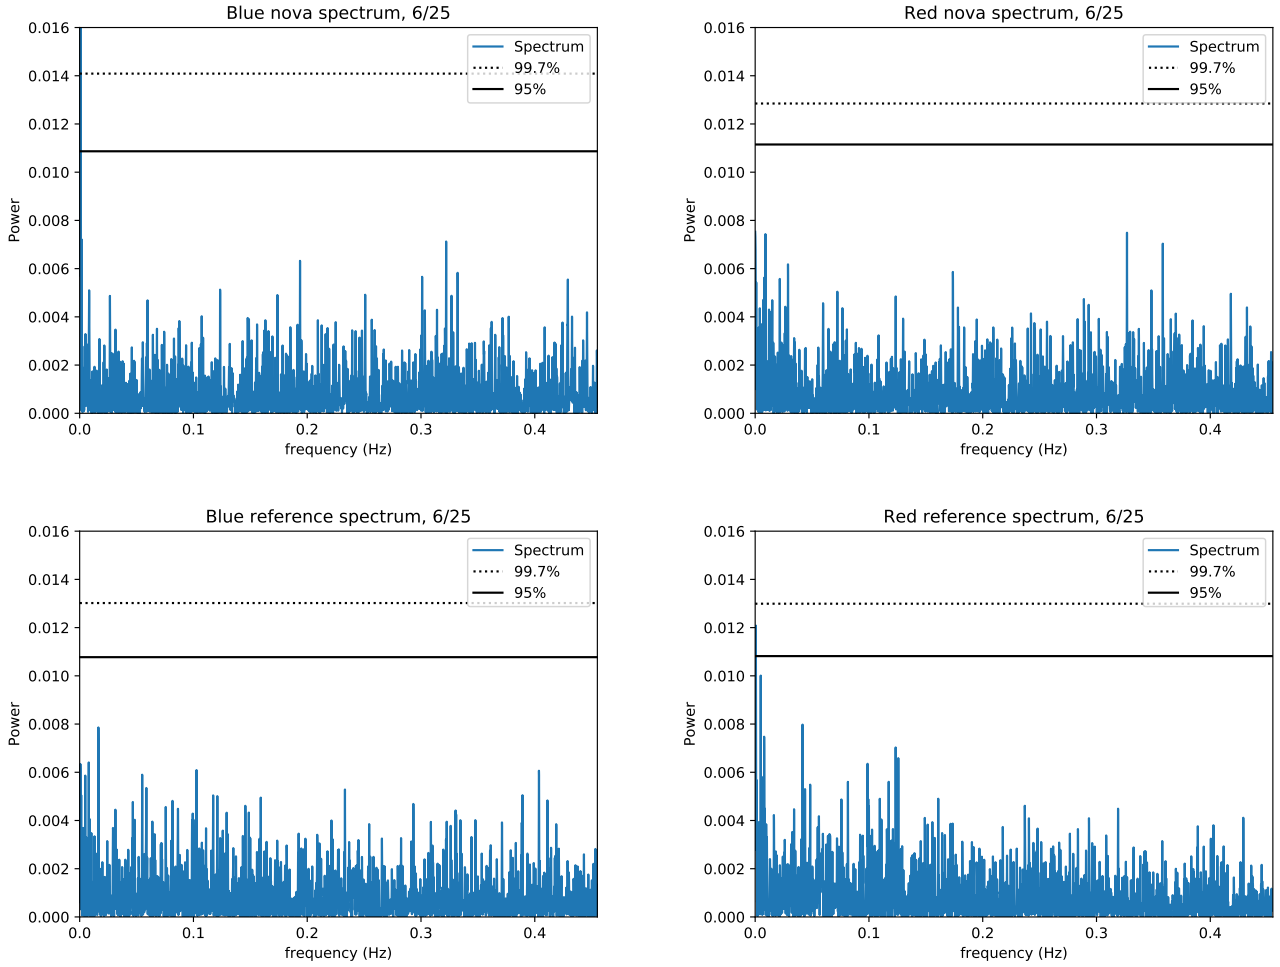 Blue nova spectrum, 6/25
0.016
0.014
0.012
0.010
0.008
0.006
0.004
0.002
0.000
Power
Spectrum
99.7%
95%
0.0 0.1 0.2 0.3 0.4
frequency (Hz)
Red nova spectrum, 6/25
0.016
0.014
0.012
0.010
0.008
0.006
0.004
0.002
0.000
Power
Spectrum
99.7%
95%
0.0 0.1 0.2 0.3 0.4
frequency (Hz)
Blue reference spectrum, 6/25
0.016
0.014
0.012
0.010
0.008
0.006
0.004
0.002
0.000
Power
Spectrum
99.7%
95%
0.0 0.1 0.2 0.3 0.4
frequency (Hz)
Red reference spectrum, 6/25
0.016
0.014
0.012
0.010
0.008
0.006
0.004
0.002
0.000
Power
Spectrum
99.7%
95%
0.0 0.1 0.2 0.3 0.4
frequency (Hz)